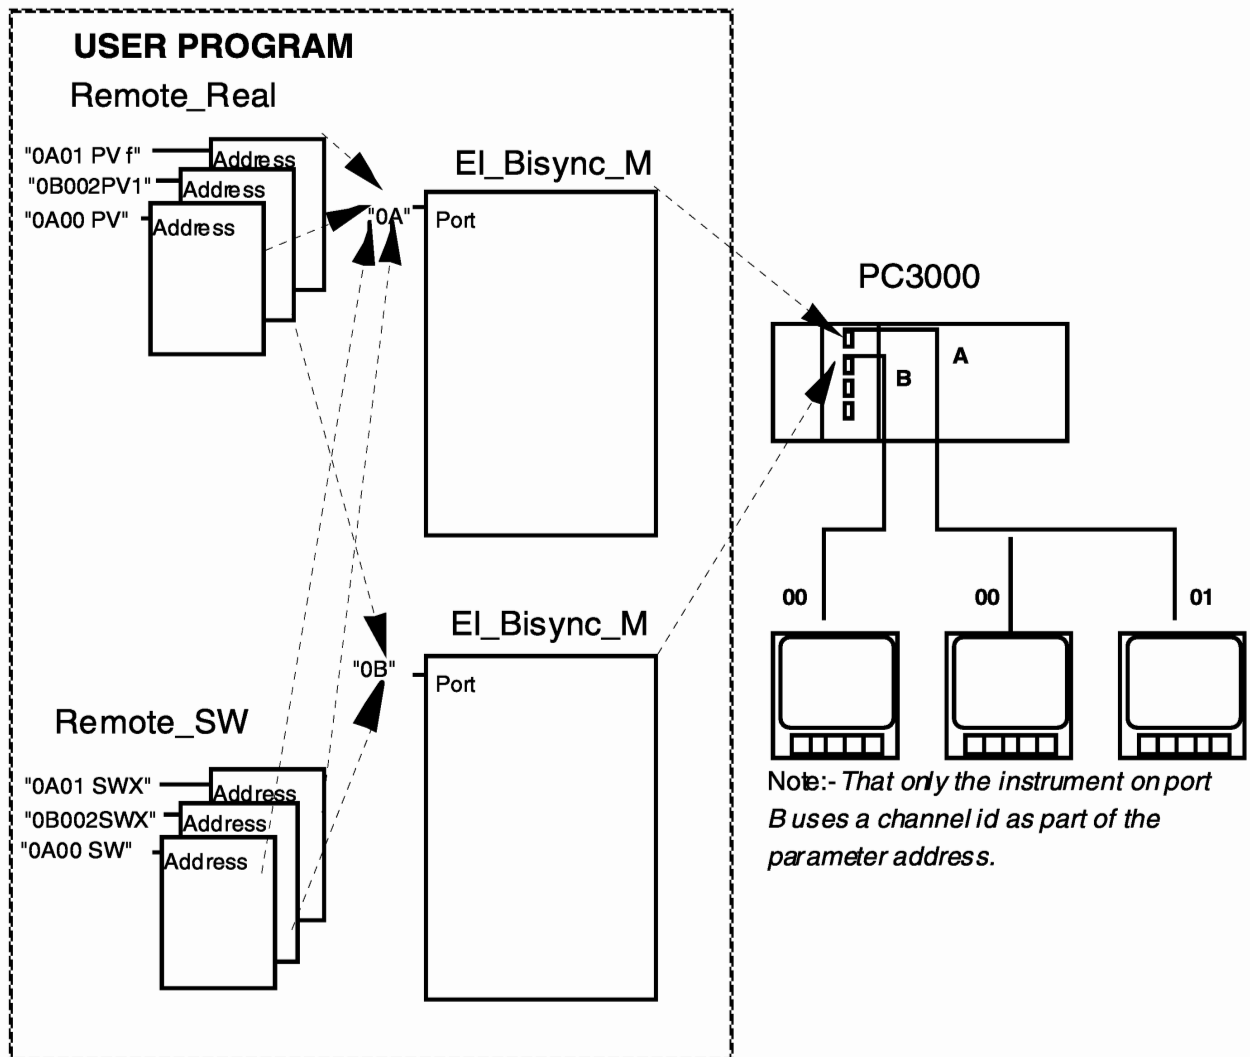 USER PROGRAM
Remote_Real
"0A01 PV f"
Address
"0B002PV1"
Address
"0A00 PV"
Address
"0A"
EI_Bisync_M
Port
PC3000
A
B
00
00
01
EI_Bisync_M
"0B"
Port
Remote_SW
"0A01 SWX"
Address
"0B002SWX"
Address
"0A00 SW"
Address
Note:- That only the instrument on port
B uses a channel id as part of the
parameter address.